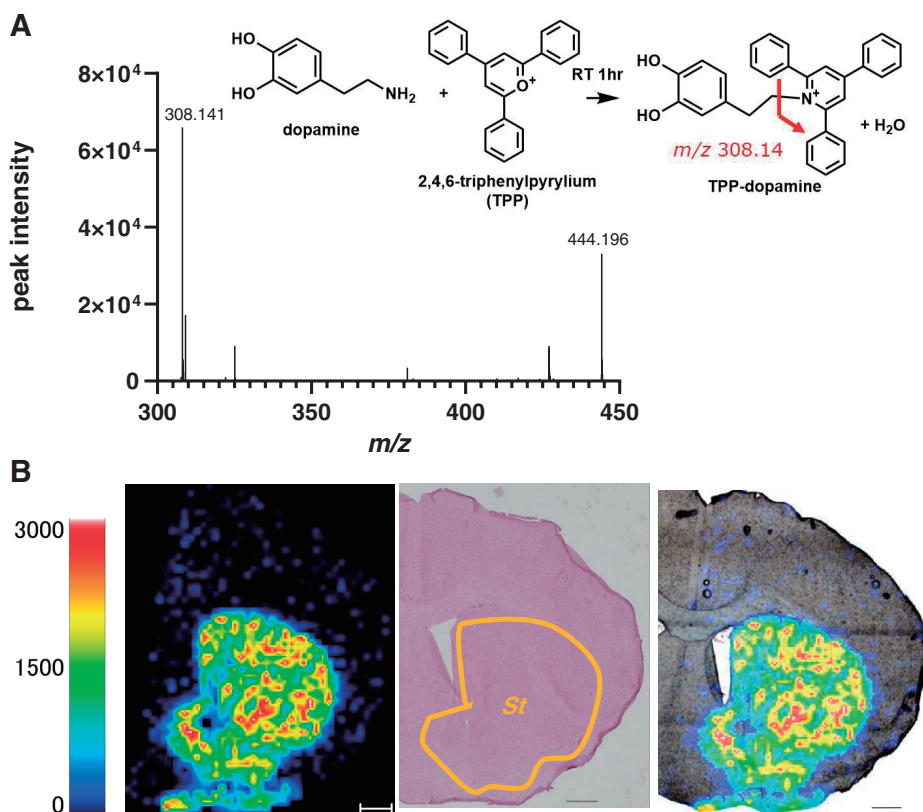 A
HO
HO
NH2
dopamine
+
O+
2,4,6-triphenylpyrylium
(TPP)
RT 1hr
HO
HO
N+
+ H2O
m/z 308.14
TPP-dopamine
peak intensity
8×10⁴
6×10⁴
4×10⁴
2×10⁴
0
308.141
444.196
300
350
400
450
m/z
B
3000
1500
0
St